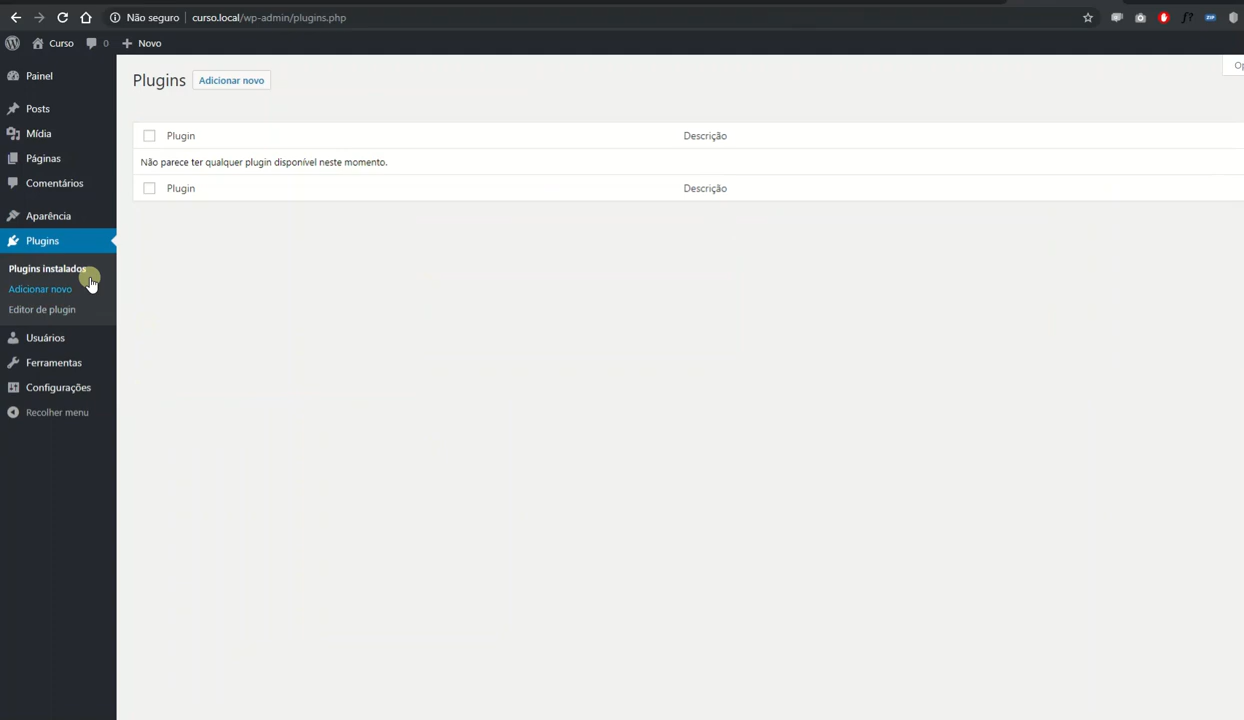 Não seguro curso.local/wp-admin/plugins.php
ZIP
Curso 0 Novo
Painel
Posts
Mídia
Páginas
Comentários
Aparência
Plugins
Plugins instalados
Adicionar novo
Editor de plugin
Usuários
Ferramentas
Configurações
Recolher menu
Plugins Adicionar novo
Plugin Descrição
Não parece ter qualquer plugin disponível neste momento.
Plugin Descrição